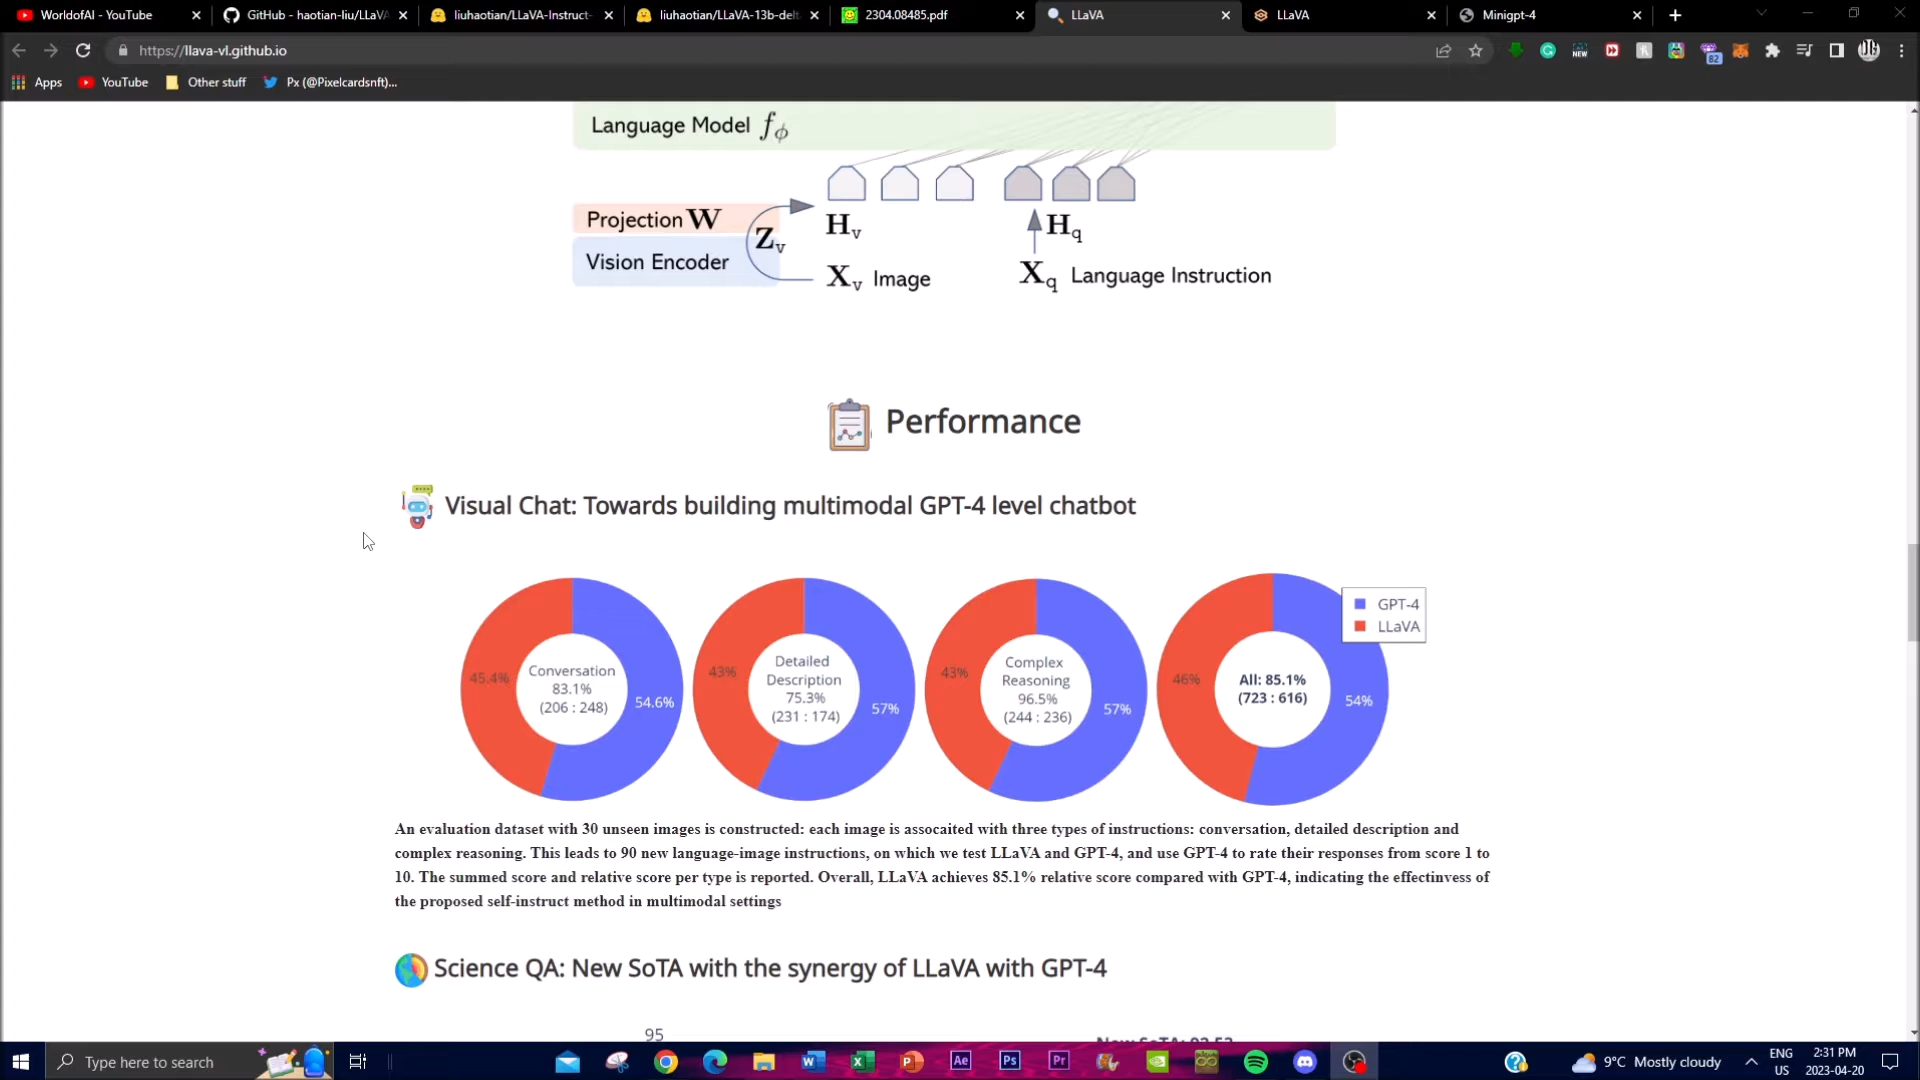 WorldofAI - YouTube
GitHub - haotian-liu/LLaVA
liuhaotian/LLaVA-Instruct-
liuhaotian/LLaVA-13b-delt
2304.08485.pdf
LLaVA
LLaVA
Minigpt-4
https://llava-vl.github.io
82
Apps
YouTube
Other stuff
Px (@Pixelcardsnft)...
Language Model fϕ
Projection W
Zv
Hv
Hq
Vision Encoder
Xv Image
Xq Language Instruction
Performance
Visual Chat: Towards building multimodal GPT-4 level chatbot
GPT-4
LLaVA
45.4%
Conversation
83.1%
(206 : 248)
54.6%
43%
Detailed
Description
75.3%
(231 : 174)
57%
43%
Complex
Reasoning
96.5%
(244 : 236)
57%
46%
All: 85.1%
(723 : 616)
54%
An evaluation dataset with 30 unseen images is constructed: each image is assocaited with three types of instructions: conversation, detailed description and
complex reasoning. This leads to 90 new language-image instructions, on which we test LLaVA and GPT-4, and use GPT-4 to rate their responses from score 1 to
10. The summed score and relative score per type is reported. Overall, LLaVA achieves 85.1% relative score compared with GPT-4, indicating the effectinvess of
the proposed self-instruct method in multimodal settings
Science QA: New SoTA with the synergy of LLaVA with GPT-4
95
New SoTA: 92.53
Type here to search
Ae
Ps
Pr
9°C Mostly cloudy
ENG
US
2:31 PM
2023-04-20